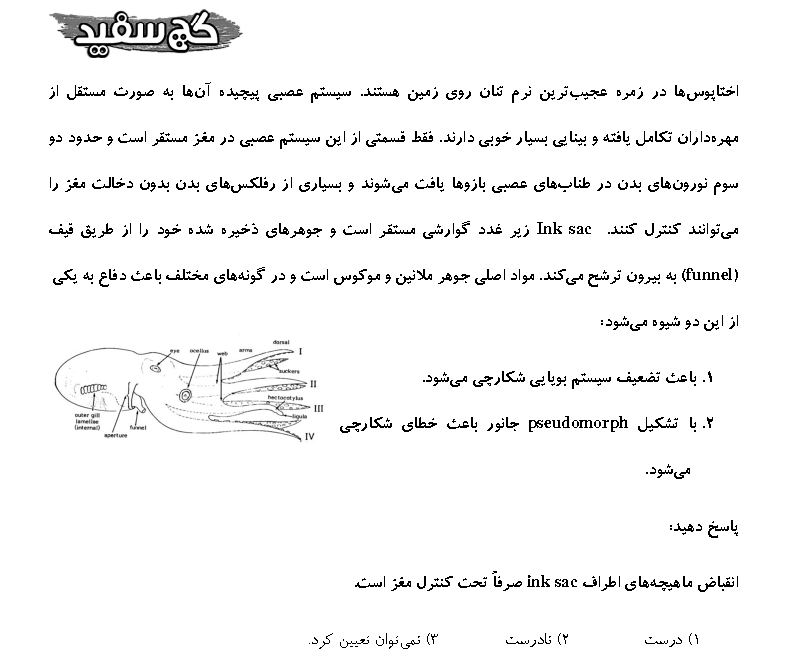 گچ سفید
اختاپوس‌ها در زمره عجیب‌ترین نرم تنان روی زمین هستند. سیستم عصبی پیچیده آن‌ها به صورت مستقل از
مهره‌داران تکامل یافته و بینایی بسیار خوبی دارند. فقط قسمتی از این سیستم عصبی در مغز مستقر است و حدود دو
سوم نورون‌های بدن در طناب‌های عصبی بازوها یافت می‌شوند و بسیاری از رفلکس‌های بدن بدون دخالت مغز را
می‌توانند کنترل کنند. Ink sac زیر غدد گوارشی مستقر است و جوهرهای ذخیره شده خود را از طریق قیف
(funnel) به بیرون ترشح می‌کند. مواد اصلی جوهر ملانین و موکوس است و در گونه‌های مختلف باعث دفاع به یکی
از این دو شیوه می‌شود:
۱. باعث تضعیف سیستم بویایی شکارچی می‌شود.
۲. با تشکیل pseudomorph جانور باعث خطای شکارچی
می‌شود.
dorsal
eye ocellus web arms I
suckers
II
hectocotylus
III
ligula
outer gill
lamellae
(internal)
funnel
aperture
IV
پاسخ دهید:
انقباض ماهیچه‌های اطراف ink sac صرفاً تحت کنترل مغز است.
۱) درست ۲) نادرست ۳) نمی‌توان تعیین کرد.